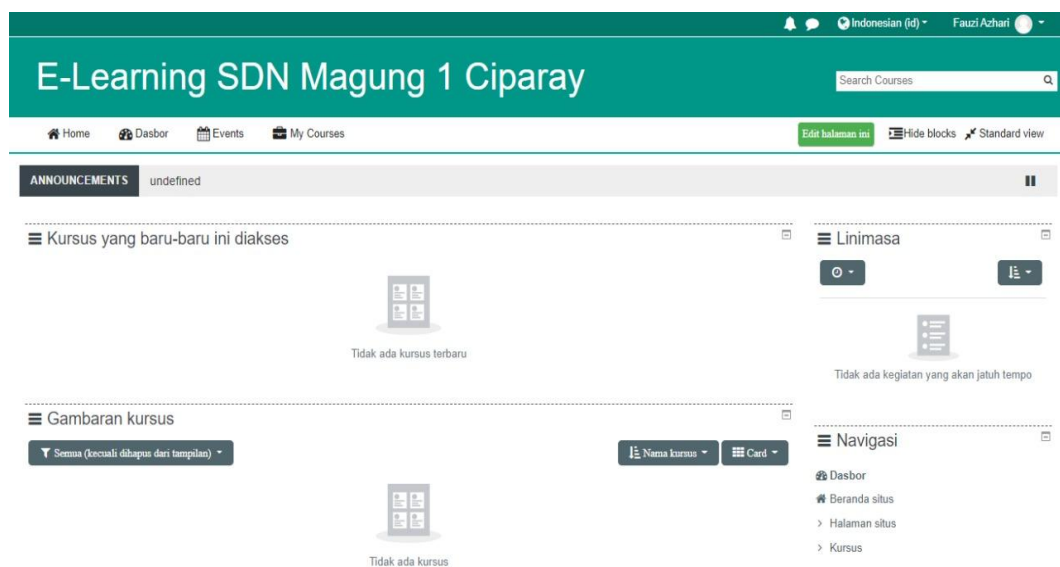 Indonesian (id) Fauzi Azhari
E-Learning SDN Magung 1 Ciparay
Search Courses
Home Dasbor Events My Courses Edit halaman ini Hide blocks Standard view
ANNOUNCEMENTS undefined
Kursus yang baru-baru ini diakses
Tidak ada kursus terbaru
Linimasa
Tidak ada kegiatan yang akan jatuh tempo
Gambaran kursus
Semua (kecuali dihapus dari tampilan) Nama kursus Card
Tidak ada kursus
Navigasi
Dasbor
Beranda situs
Halaman situs
Kursus